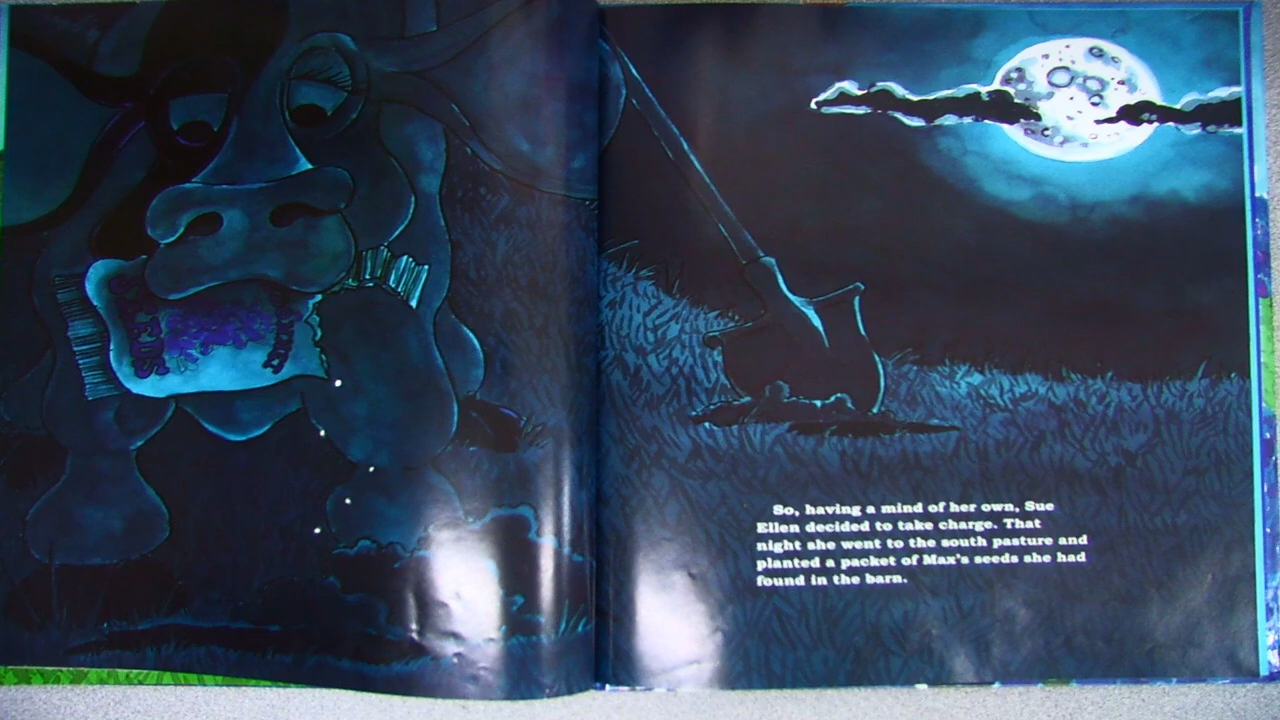 SEEDS
So, having a mind of her own, Sue
Ellen decided to take charge. That
night she went to the south pasture and
planted a packet of Max's seeds she had
found in the barn.